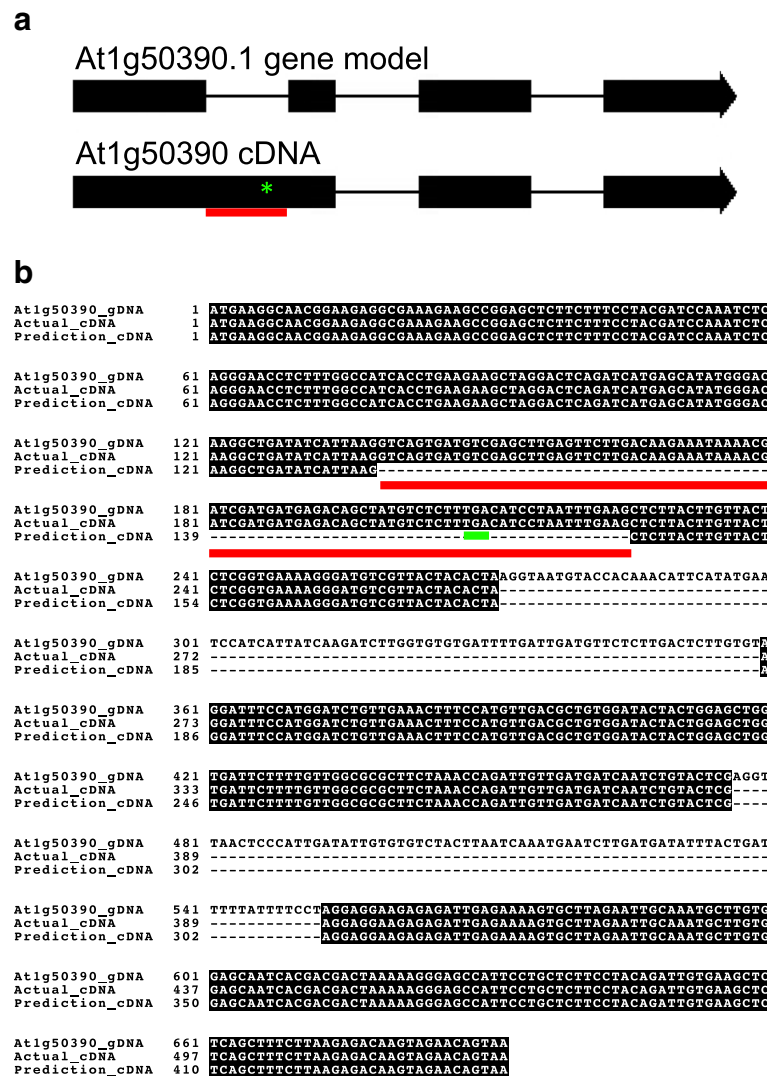 a
At1g50390.1 gene model
At1g50390 cDNA
*
b
At1g50390_gDNA 1 ATGAAGGCAACGGAAGAGGCGAAAGAAGCCGGAGCTCTTCTTTCCTACGATCCAAATCTC
Actual_cDNA 1 ATGAAGGCAACGGAAGAGGCGAAAGAAGCCGGAGCTCTTCTTTCCTACGATCCAAATCTC
Prediction_cDNA 1 ATGAAGGCAACGGAAGAGGCGAAAGAAGCCGGAGCTCTTCTTTCCTACGATCCAAATCTC
At1g50390_gDNA 61 AGGGAACCTCTTTGGCCATCACCTGAAGAAGCTAGGACTCAGATCATGAGCATATGGGAC
Actual_cDNA 61 AGGGAACCTCTTTGGCCATCACCTGAAGAAGCTAGGACTCAGATCATGAGCATATGGGAC
Prediction_cDNA 61 AGGGAACCTCTTTGGCCATCACCTGAAGAAGCTAGGACTCAGATCATGAGCATATGGGAC
At1g50390_gDNA 121 AAGGCTGATATCATTAAGGTCAGTGATGTCGAGCTTGAGTTCTTGACAAGAAATAAAACG
Actual_cDNA 121 AAGGCTGATATCATTAAGGTCAGTGATGTCGAGCTTGAGTTCTTGACAAGAAATAAAACG
Prediction_cDNA 121 AAGGCTGATATCATTAAG------------------------------------------
At1g50390_gDNA 181 ATCGATGATGAGACAGCTATGTCTCTTTGACATCCTAATTTGAAGCTCTTACTTGTTACT
Actual_cDNA 181 ATCGATGATGAGACAGCTATGTCTCTTTGACATCCTAATTTGAAGCTCTTACTTGTTACT
Prediction_cDNA 139 ---------------------------------------------CTCTTACTTGTTACT
At1g50390_gDNA 241 CTCGGTGAAAAGGGATGTCGTTACTACACTAAGGTAATGTACCACAAACATTCATATGAA
Actual_cDNA 241 CTCGGTGAAAAGGGATGTCGTTACTACACTA-----------------------------
Prediction_cDNA 154 CTCGGTGAAAAGGGATGTCGTTACTACACTA-----------------------------
At1g50390_gDNA 301 TCCATCATTATCAAGATCTTGGTGTGTGATTTTGATTGATGTTCTCTTGACTCTTGTGTA
Actual_cDNA 272 -----------------------------------------------------------A
Prediction_cDNA 185 -----------------------------------------------------------A
At1g50390_gDNA 361 GGATTTCCATGGATCTGTTGAAACTTTCCATGTTGACGCTGTGGATACTACTGGAGCTGG
Actual_cDNA 273 GGATTTCCATGGATCTGTTGAAACTTTCCATGTTGACGCTGTGGATACTACTGGAGCTGG
Prediction_cDNA 186 GGATTTCCATGGATCTGTTGAAACTTTCCATGTTGACGCTGTGGATACTACTGGAGCTGG
At1g50390_gDNA 421 TGATTCTTTTGTTGGCGCGCTTCTAAACCAGATTGTTGATGATCAATCTGTACTCGAGGT
Actual_cDNA 333 TGATTCTTTTGTTGGCGCGCTTCTAAACCAGATTGTTGATGATCAATCTGTACTCG----
Prediction_cDNA 246 TGATTCTTTTGTTGGCGCGCTTCTAAACCAGATTGTTGATGATCAATCTGTACTCG----
At1g50390_gDNA 481 TAACTCCCATTGATATTGTGTGTCTACTTAATCAAATGAATCTTGATGATATTTACTGAT
Actual_cDNA 389 ------------------------------------------------------------
Prediction_cDNA 302 ------------------------------------------------------------
At1g50390_gDNA 541 TTTTATTTTCCTAGGAGGAAGAGAGATTGAGAAAAGTGCTTAGAATTGCAAATGCTTGTG
Actual_cDNA 389 ------------AGGAGGAAGAGAGATTGAGAAAAGTGCTTAGAATTGCAAATGCTTGTG
Prediction_cDNA 302 ------------AGGAGGAAGAGAGATTGAGAAAAGTGCTTAGAATTGCAAATGCTTGTG
At1g50390_gDNA 601 GAGCAATCACGACGACTAAAAAGGGAGCCATTCCTGCTCTTCCTACAGATTGTGAAGCTC
Actual_cDNA 437 GAGCAATCACGACGACTAAAAAGGGAGCCATTCCTGCTCTTCCTACAGATTGTGAAGCTC
Prediction_cDNA 350 GAGCAATCACGACGACTAAAAAGGGAGCCATTCCTGCTCTTCCTACAGATTGTGAAGCTC
At1g50390_gDNA 661 TCAGCTTTCTTAAGAGACAAGTAGAACAGTAA
Actual_cDNA 497 TCAGCTTTCTTAAGAGACAAGTAGAACAGTAA
Prediction_cDNA 410 TCAGCTTTCTTAAGAGACAAGTAGAACAGTAA